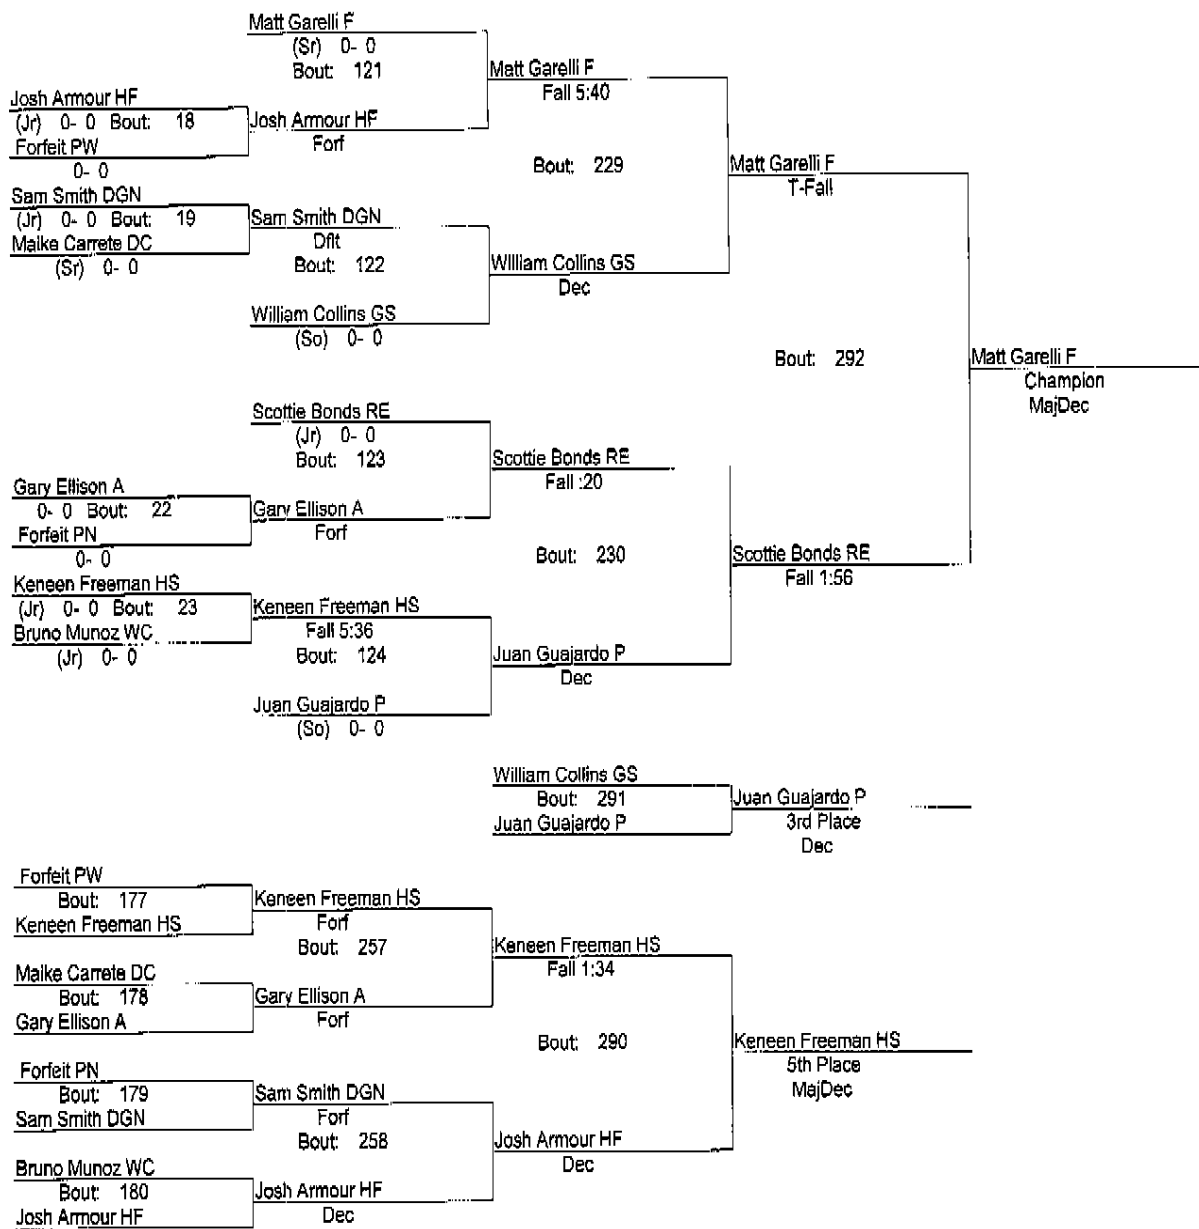 Matt Garelli F
(Sr) 0- 0
Bout: 121
Matt Garelli F
Fall 5:40
Josh Armour HF
(Jr) 0- 0 Bout: 18
Josh Armour HF
Forf
Forfeit PW
0- 0
Bout: 229
Matt Garelli F
T-Fall
Sam Smith DGN
(Jr) 0- 0 Bout: 19
Sam Smith DGN
Dflt
Maike Carrete DC
(Sr) 0- 0
Bout: 122
William Collins GS
Dec
William Collins GS
(So) 0- 0
Bout: 292
Matt Garelli F
Champion
MajDec
Scottie Bonds RE
(Jr) 0- 0
Bout: 123
Scottie Bonds RE
Fall :20
Gary Ellison A
0- 0 Bout: 22
Gary Ellison A
Forf
Forfeit PN
0- 0
Bout: 230
Scottie Bonds RE
Fall 1:56
Keneen Freeman HS
(Jr) 0- 0 Bout: 23
Keneen Freeman HS
Fall 5:36
Bruno Munoz WC
(Jr) 0- 0
Bout: 124
Juan Guajardo P
Dec
Juan Guajardo P
(So) 0- 0
William Collins GS
Bout: 291
Juan Guajardo P
Juan Guajardo P
3rd Place
Dec
Forfeit PW
Bout: 177
Keneen Freeman HS
Keneen Freeman HS
Forf
Bout: 257
Keneen Freeman HS
Fall 1:34
Maike Carrete DC
Bout: 178
Gary Ellison A
Gary Ellison A
Forf
Bout: 290
Keneen Freeman HS
5th Place
MajDec
Forfeit PN
Bout: 179
Sam Smith DGN
Sam Smith DGN
Forf
Bout: 258
Josh Armour HF
Dec
Bruno Munoz WC
Bout: 180
Josh Armour HF
Josh Armour HF
Dec